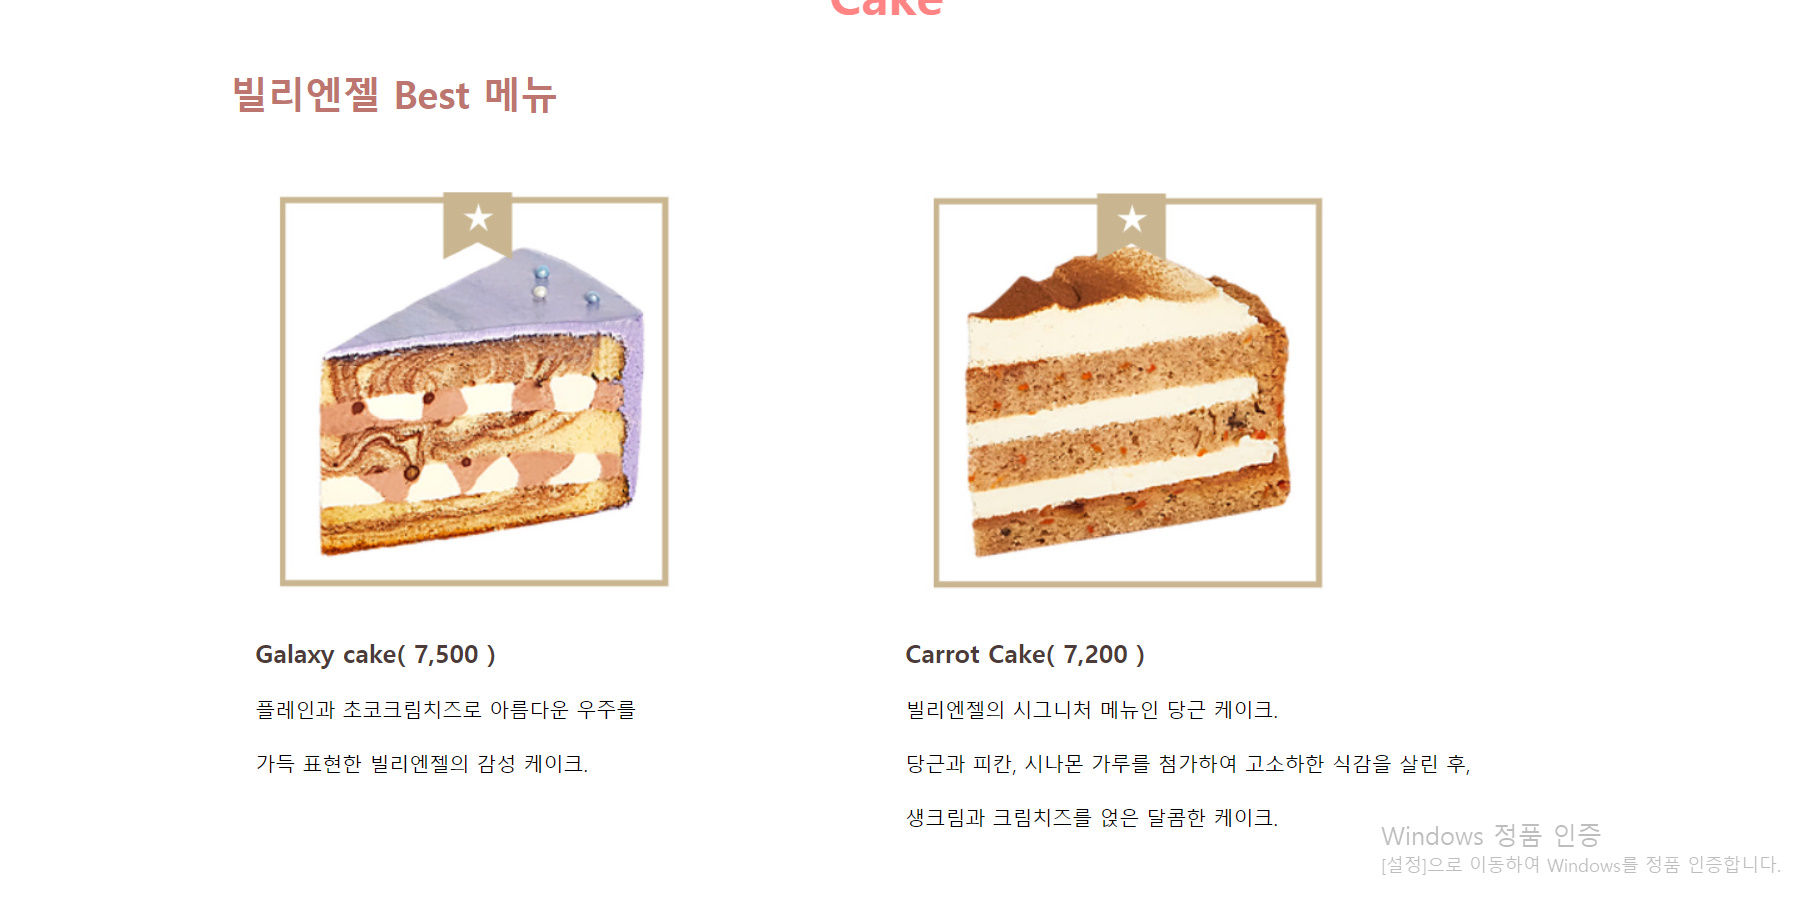 Cake
빌리엔젤 Best 메뉴
Galaxy cake( 7,500 )
플레인과 초코크림치즈로 아름다운 우주를
가득 표현한 빌리엔젤의 감성 케이크.
Carrot Cake( 7,200 )
빌리엔젤의 시그니처 메뉴인 당근 케이크.
당근과 피칸, 시나몬 가루를 첨가하여 고소하한 식감을 살린 후,
생크림과 크림치즈를 얹은 달콤한 케이크.
Windows 정품 인증
[설정]으로 이동하여 Windows를 정품 인증합니다.